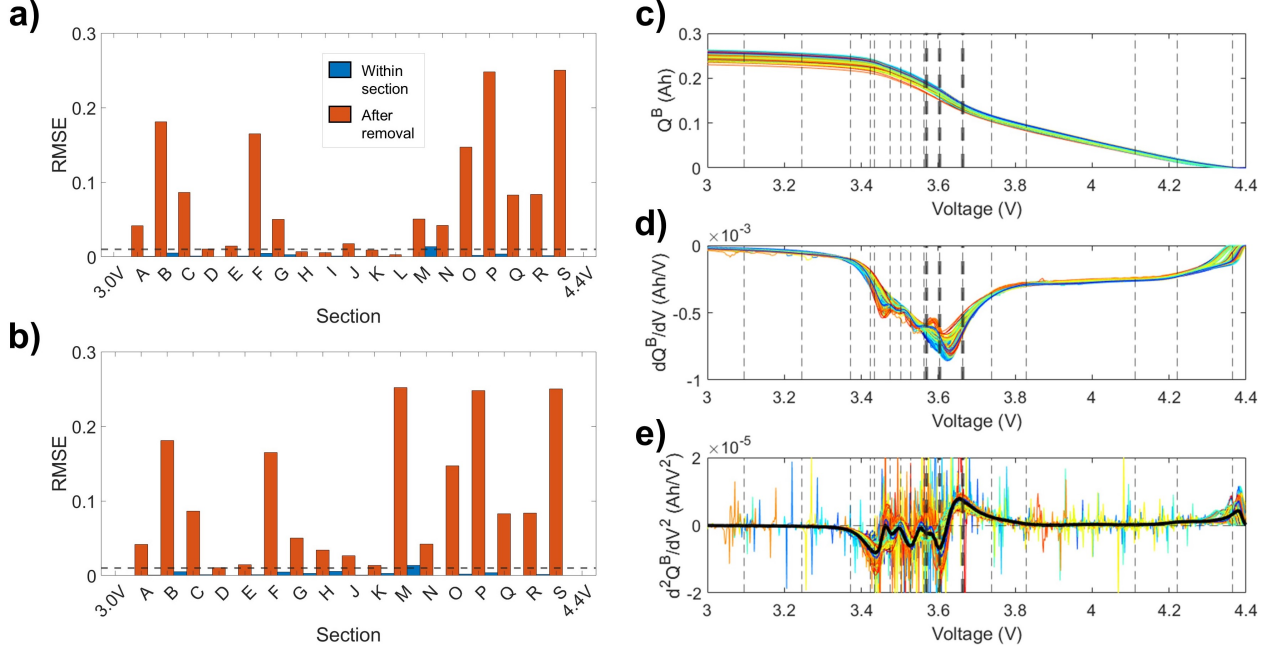 a)
0.3
0.2
0.1
0
RMSE
Within
section
After
removal
3.0V A B C D E F G H I J K L M N O P Q R S 4.4V
Section
b)
0.3
0.2
0.1
0
RMSE
3.0V A B C D E F G H J K M N O P Q R S 4.4V
Section
c)
0.3
0.2
0.1
0
Q^B (Ah)
3 3.2 3.4 3.6 3.8 4 4.2 4.4
Voltage (V)
d)
×10^-3
0
-0.5
-1
dQ^B/dV (Ah/V)
3 3.2 3.4 3.6 3.8 4 4.2 4.4
Voltage (V)
e)
×10^-5
2
0
-2
d^2Q^B/dV^2 (Ah/V^2)
3 3.2 3.4 3.6 3.8 4 4.2 4.4
Voltage (V)